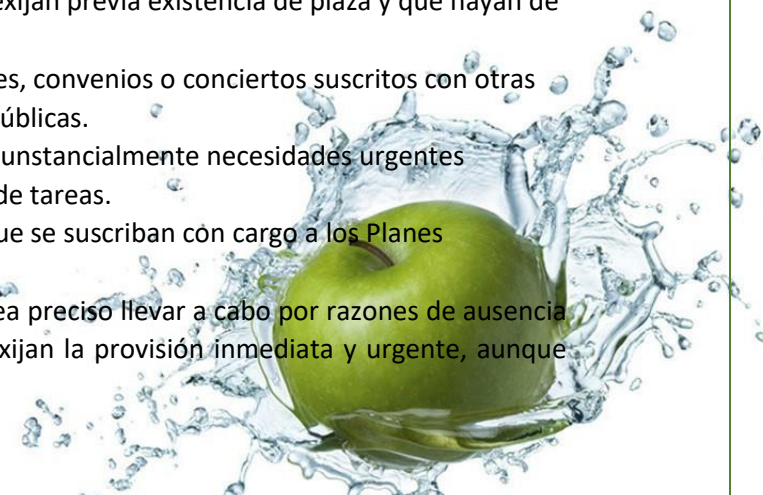 exijan previa existencia de plaza y que hayan de
es, convenios o conciertos suscritos con otras
úblicas.
unstancialmente necesidades urgentes
de tareas.
ue se suscriban con cargo a los Planes
ea preciso llevar a cabo por razones de ausencia
xijan la provisión inmediata y urgente, aunque